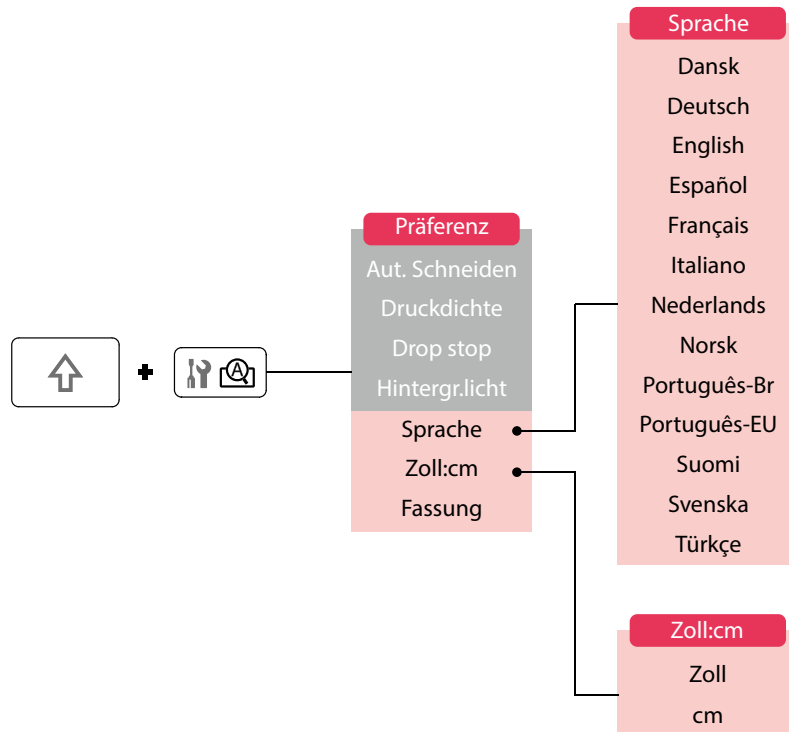 Präferenz
Aut. Schneiden
Druckdichte
Drop stop
Hintergr.licht
Sprache
Zoll:cm
Fassung
Sprache
Dansk
Deutsch
English
Español
Français
Italiano
Nederlands
Norsk
Português-Br
Português-EU
Suomi
Svenska
Türkçe
Zoll:cm
Zoll
cm
+
A